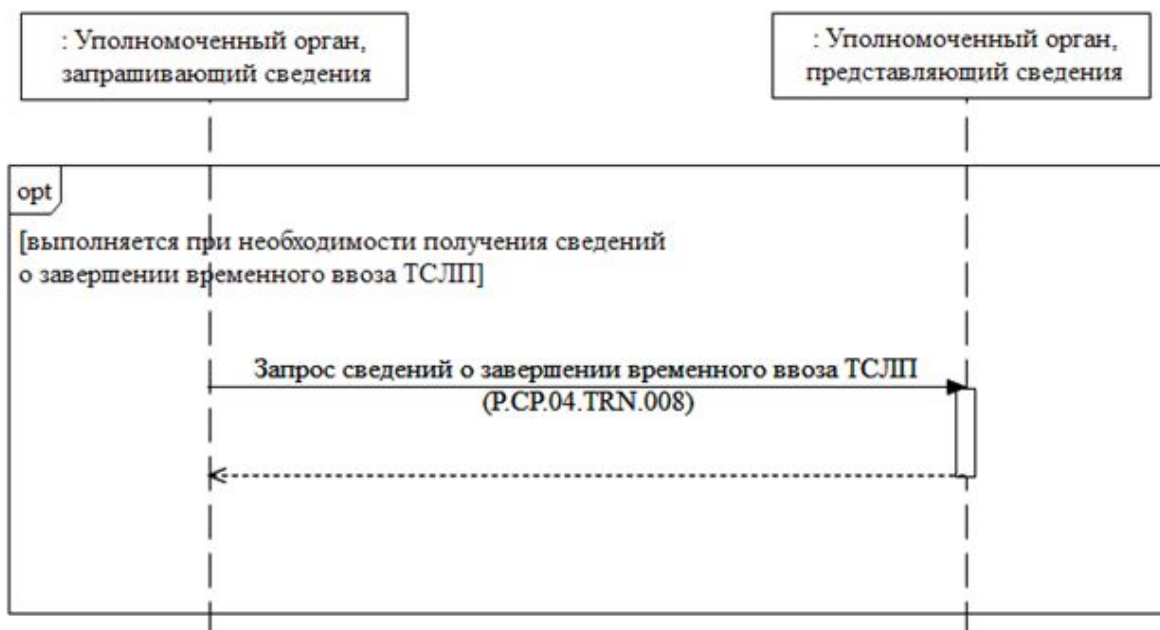 : Уполномоченный орган,
запрашивающий сведения
: Уполномоченный орган,
представляющий сведения
opt
[выполняется при необходимости получения сведений
о завершении временного ввоза ТСЛП]
Запрос сведений о завершении временного ввоза ТСЛП
(P.CP.04.TRN.008)